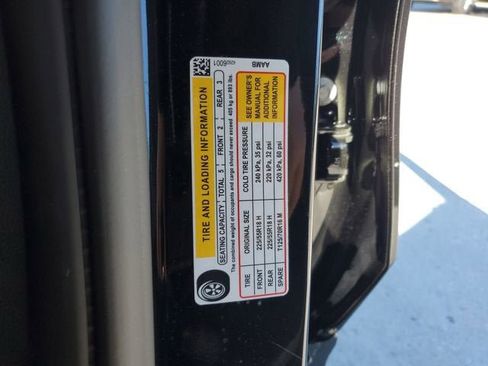 TIRE AND LOADING INFORMATION
SEATING CAPACITY TOTAL 5 FRONT 2 REAR 3
The combined weight of occupants and cargo should never exceed 405 kg or 893 lbs.
TIRE ORIGINAL SIZE COLD TIRE PRESSURE
FRONT 225/55R18 H 240 kPa, 35 psi
REAR 225/55R18 H 220 kPa, 32 psi
SPARE T125/70R16 M 420 kPa, 60 psi
SEE OWNER'S
MANUAL FOR
ADDITIONAL
INFORMATION
AAMB